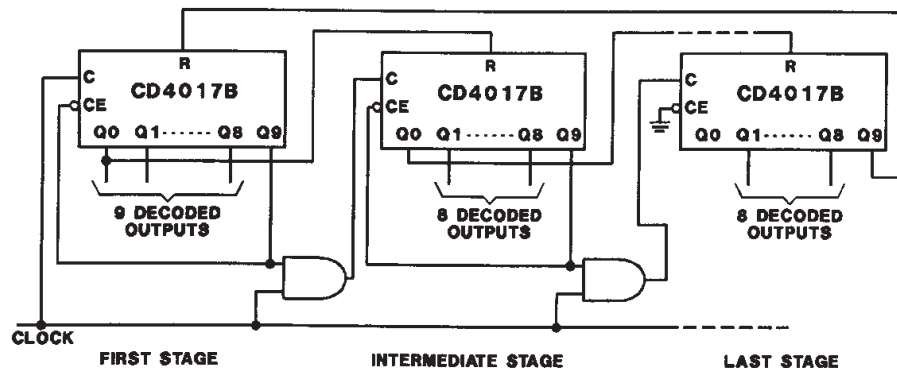 R
C
CD4017B
CE
Q0 Q1 ······ Q8 Q9
9 DECODED
OUTPUTS
R
C
CD4017B
CE
Q0 Q1 ······ Q8 Q9
8 DECODED
OUTPUTS
R
C
CD4017B
CE
Q0 Q1 ······ Q8 Q9
8 DECODED
OUTPUTS
CLOCK
FIRST STAGE
INTERMEDIATE STAGE
LAST STAGE